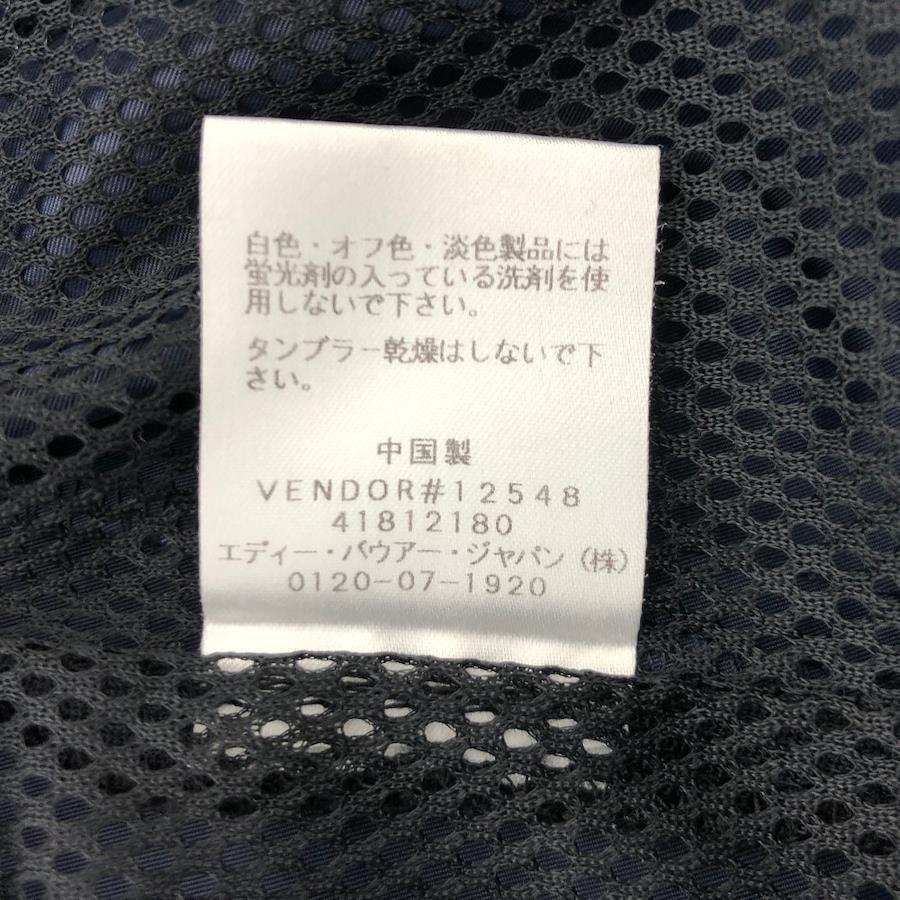 白色・オフ色・淡色製品には
蛍光剤の入っている洗剤を使
用しないで下さい。
タンブラー乾燥はしないで下
さい。
中国製
VENDOR#12548
41812180
エディー・バウアー・ジャパン（株）
0120-07-1920